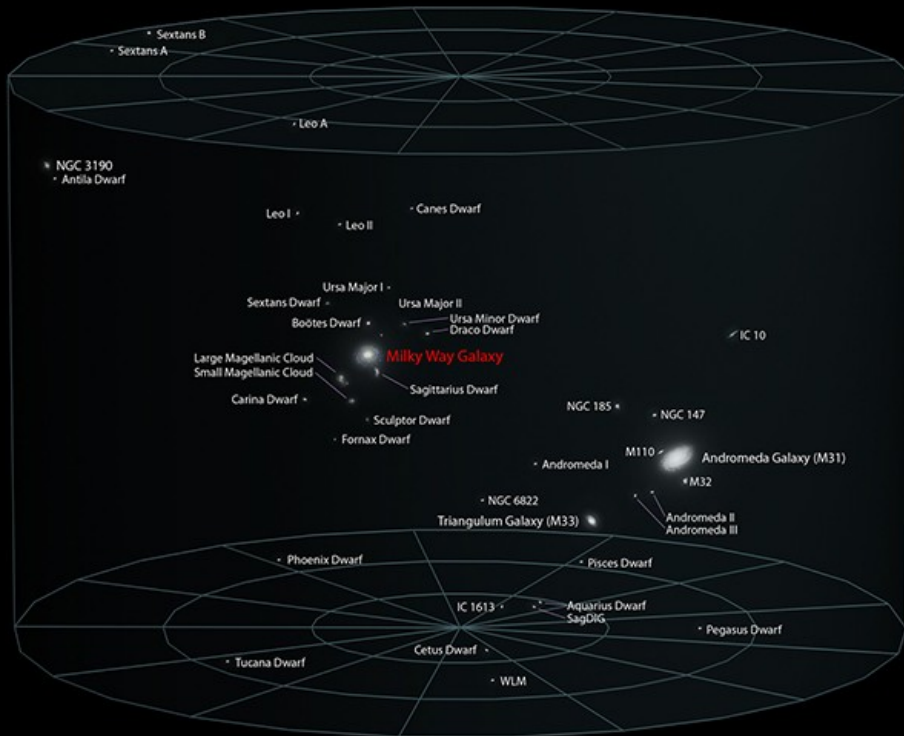 Sextans B
Sextans A
Leo A
NGC 3190
Antila Dwarf
Canes Dwarf
Leo I
Leo II
Ursa Major I
Sextans Dwarf
Ursa Major II
Ursa Minor Dwarf
Boötes Dwarf
Draco Dwarf
IC 10
Milky Way Galaxy
Large Magellanic Cloud
Small Magellanic Cloud
Sagittarius Dwarf
Carina Dwarf
NGC 185
NGC 147
Sculptor Dwarf
Fornax Dwarf
M110
Andromeda Galaxy (M31)
Andromeda I
M32
NGC 6822
Andromeda II
Triangulum Galaxy (M33)
Andromeda III
Phoenix Dwarf
Pisces Dwarf
IC 1613
Aquarius Dwarf
SagDIG
Pegasus Dwarf
Cetus Dwarf
Tucana Dwarf
WLM